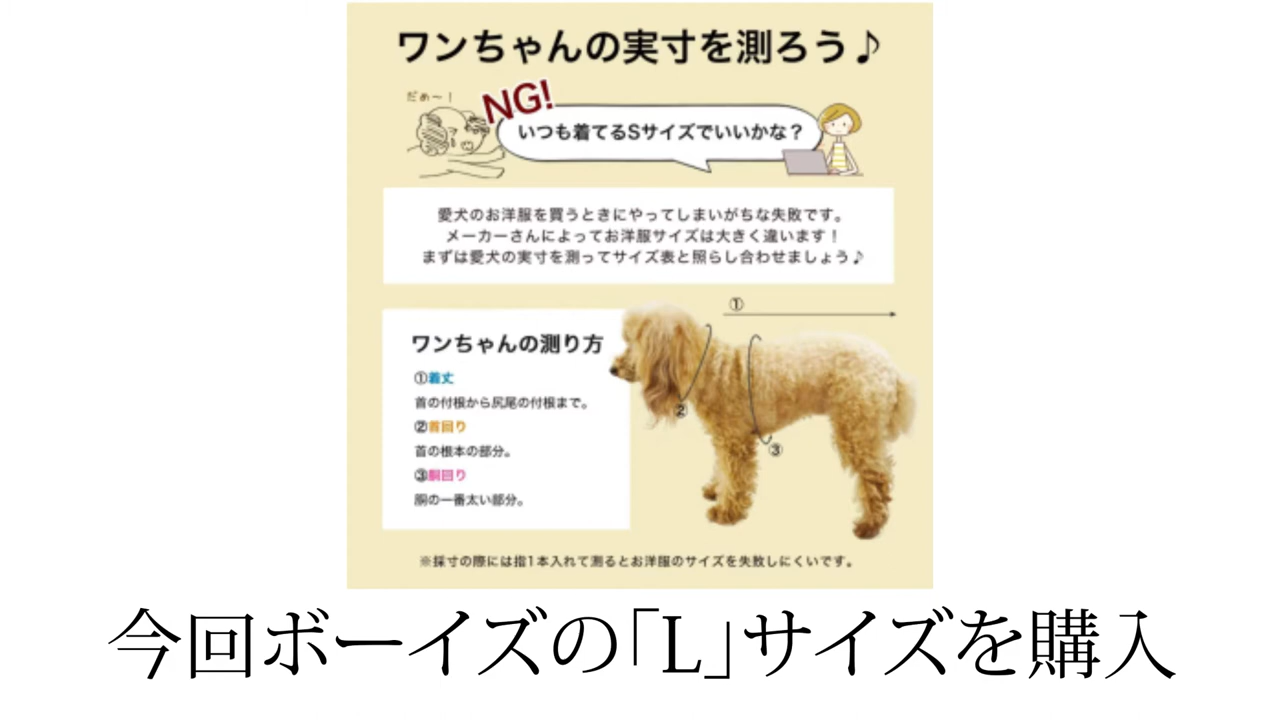 ワンちゃんの実寸を測ろう♪
だめ〜！
NG!
いつも着てるSサイズでいいかな？
愛犬のお洋服を買うときにやってしまいがちな失敗です。
メーカーさんによってお洋服サイズは大きく違います！
まずは愛犬の実寸を測ってサイズ表と照らし合わせましょう♪
ワンちゃんの測り方
①着丈
首の付根から尻尾の付根まで。
②首回り
首の根本の部分。
③胴回り
胴の一番太い部分。
①
②
③
※採寸の際には指1本入れて測るとお洋服のサイズを失敗しにくいです。
今回ボーイズの「L」サイズを購入